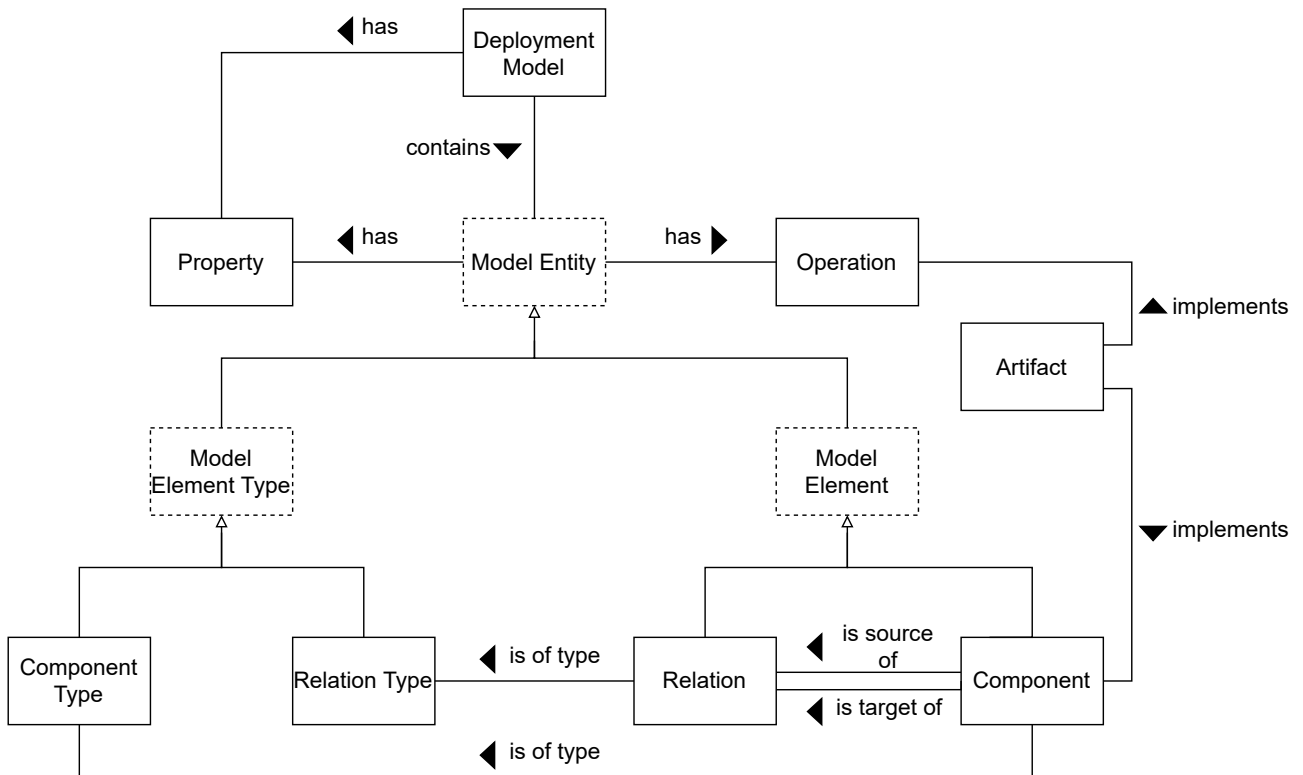 has
Deployment
Model
contains
Property
has
Model Entity
has
Operation
implements
Artifact
Model
Element Type
Model
Element
implements
Component
Type
Relation Type
is of type
Relation
is source
of
is target of
Component
is of type